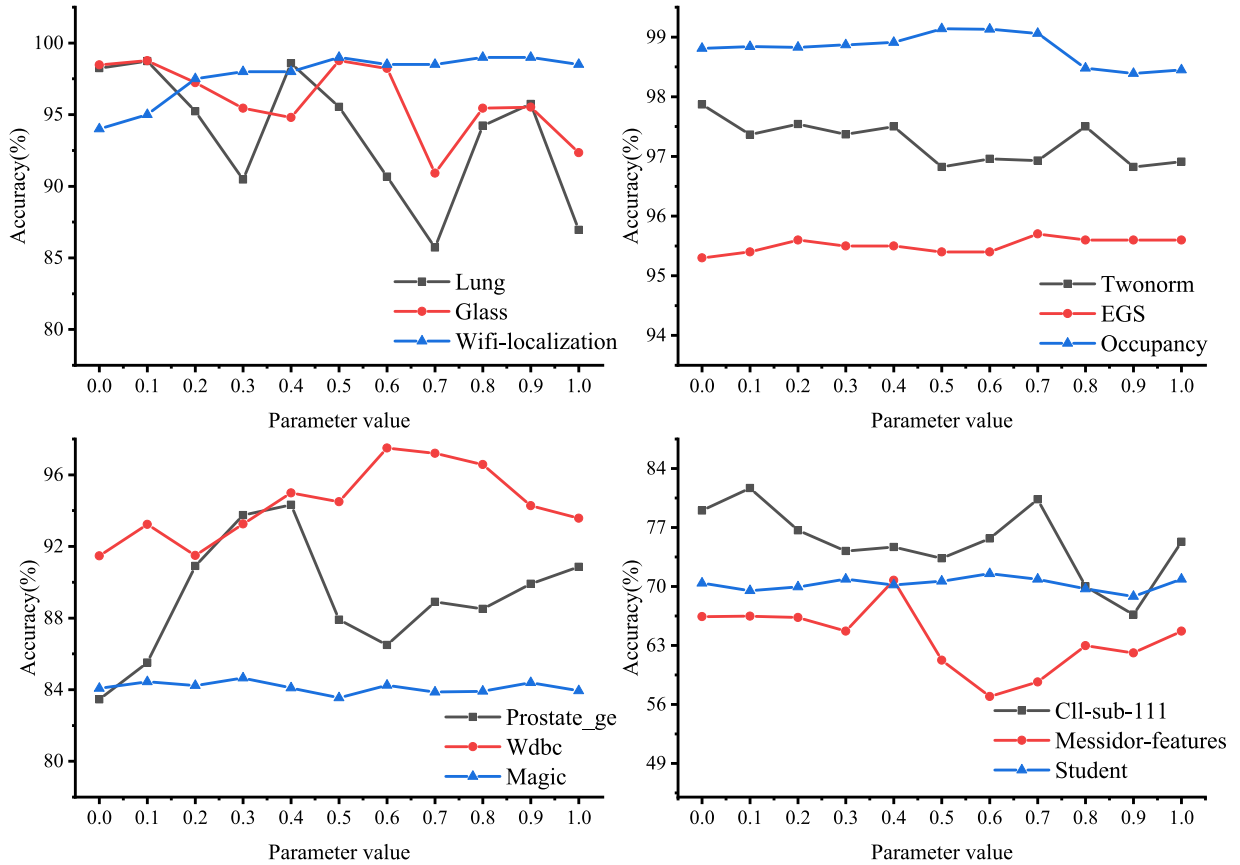 100
95
90
85
80
Accuracy(%)
Lung
Glass
Wifi-localization
0.0 0.1 0.2 0.3 0.4 0.5 0.6 0.7 0.8 0.9 1.0
Parameter value
99
98
97
96
95
94
Accuracy(%)
Twonorm
EGS
Occupancy
0.0 0.1 0.2 0.3 0.4 0.5 0.6 0.7 0.8 0.9 1.0
Parameter value
96
92
88
84
80
Accuracy(%)
Prostate_ge
Wdbc
Magic
0.0 0.1 0.2 0.3 0.4 0.5 0.6 0.7 0.8 0.9 1.0
Parameter value
84
77
70
63
56
49
Accuracy(%)
Cll-sub-111
Messidor-features
Student
0.0 0.1 0.2 0.3 0.4 0.5 0.6 0.7 0.8 0.9 1.0
Parameter value